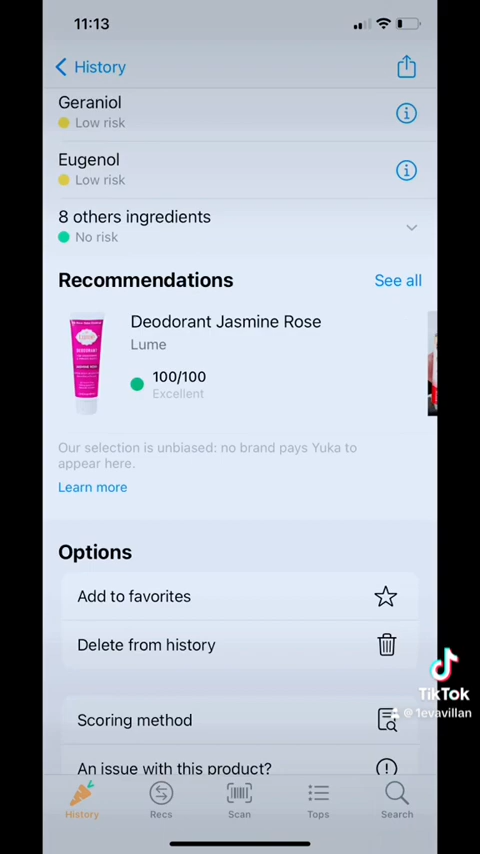 11:13
History
Geraniol
Low risk
Eugenol
Low risk
8 others ingredients
No risk
Recommendations
See all
Deodorant Jasmine Rose
Lume
100/100
Excellent
Lume
DEODORANT
Our selection is unbiased: no brand pays Yuka to
appear here.
Learn more
Options
Add to favorites
Delete from history
TikTok
@1evavillan
Scoring method
An issue with this product?
History
Recs
Scan
Tops
Search